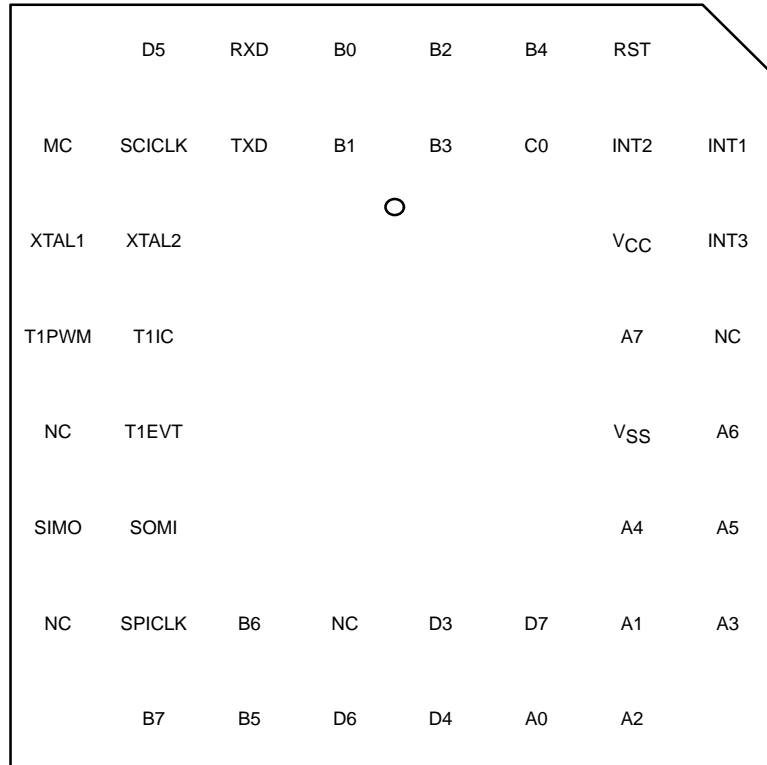 D5 RXD B0 B2 B4 RST
MC SCICLK TXD B1 B3 C0 INT2 INT1
XTAL1 XTAL2 VCC INT3
T1PWM T1IC A7 NC
NC T1EVT VSS A6
SIMO SOMI A4 A5
NC SPICLK B6 NC D3 D7 A1 A3
B7 B5 D6 D4 A0 A2